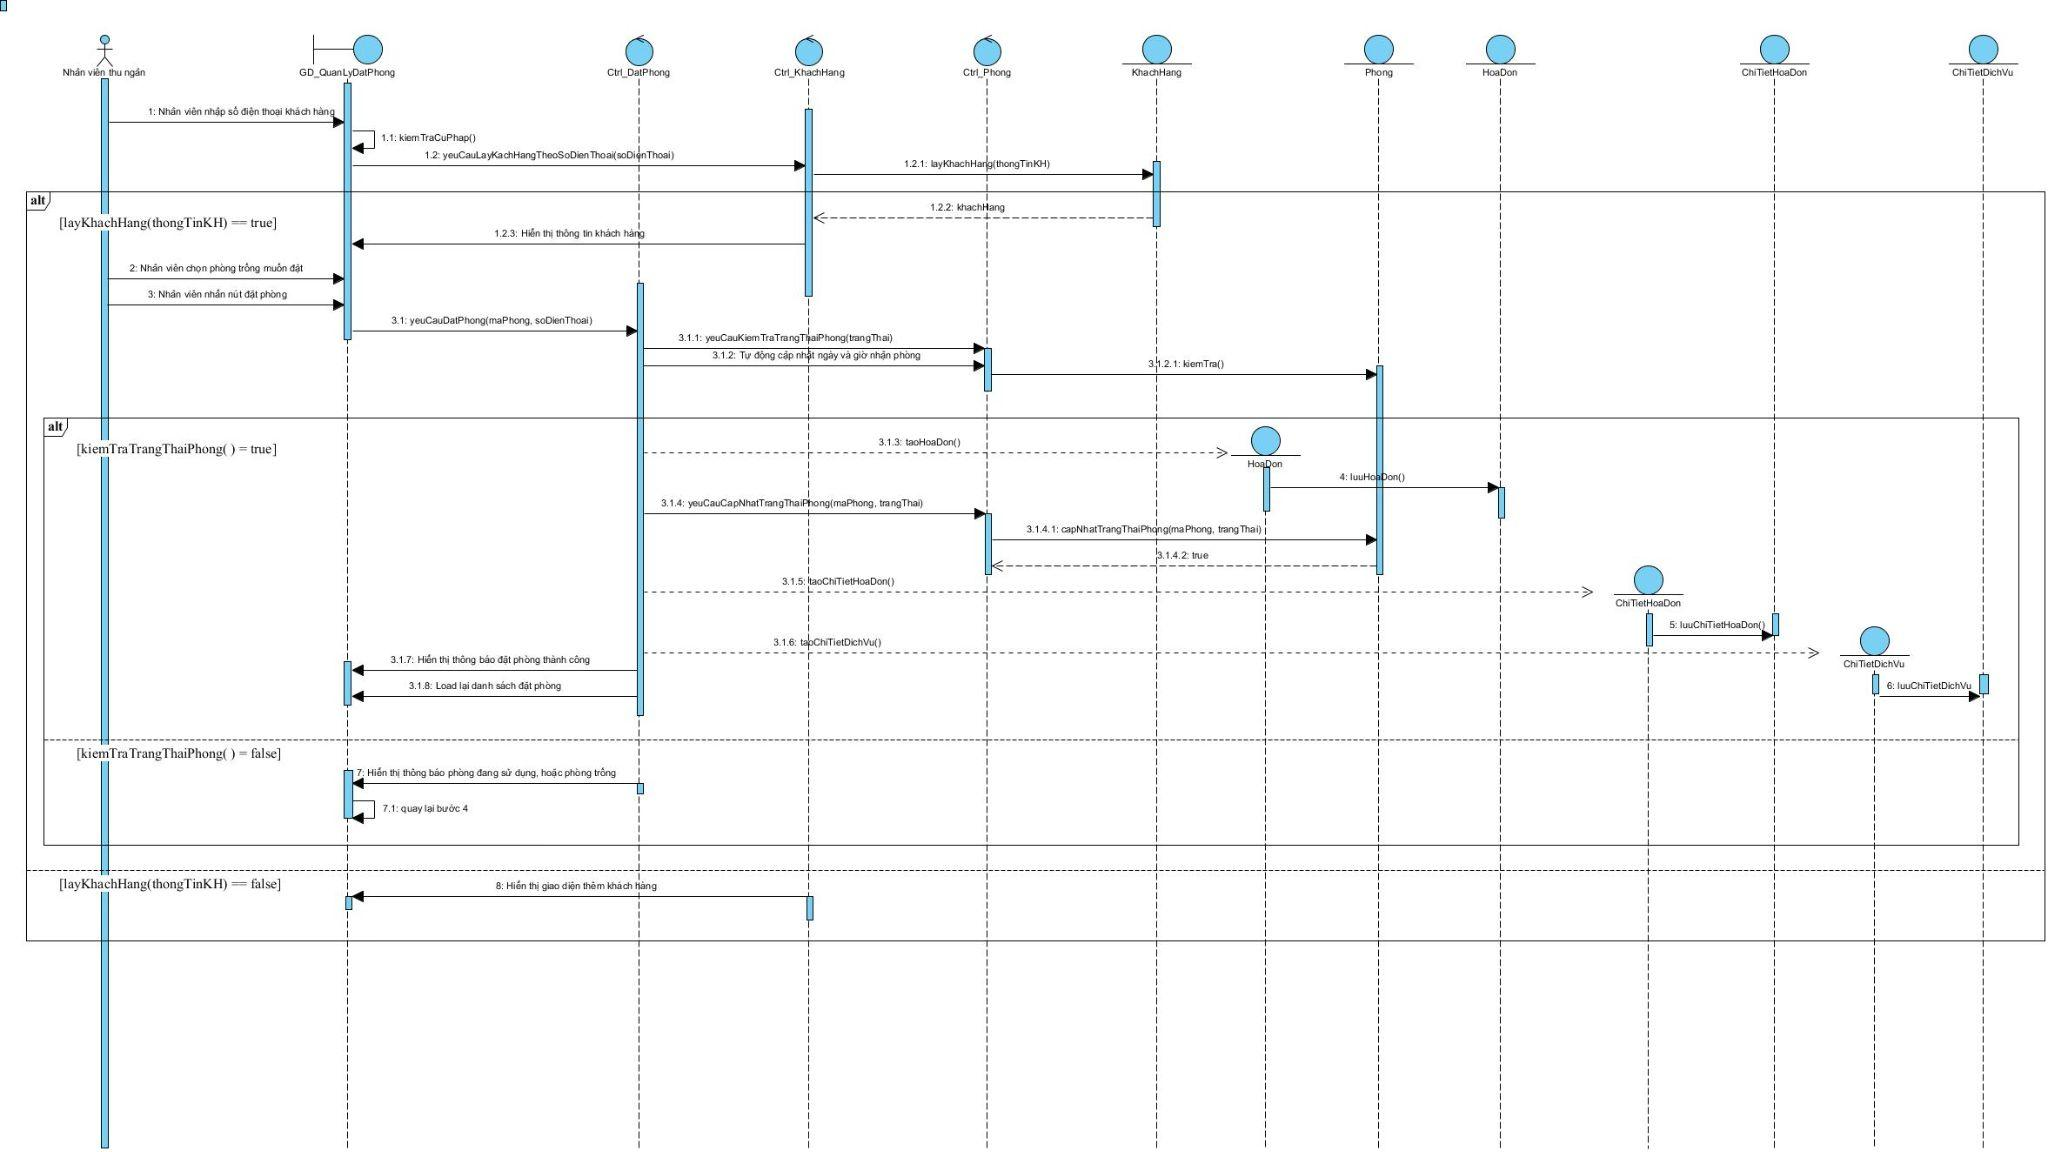 Nhân viên thu ngân
GD_QuanLyDatPhong
Ctrl_DatPhong
Ctrl_KhachHang
Ctrl_Phong
KhachHang
Phong
HoaDon
ChiTietHoaDon
ChiTietDichVu
1: Nhân viên nhập số điện thoại khách hàng
1.1: kiemTraCuPhap()
1.2: yeuCauLayKachHangTheoSoDienThoai(soDienThoai)
1.2.1: layKhachHang(thongTinKH)
alt
[layKhachHang(thongTinKH) == true]
1.2.2: khachHang
1.2.3: Hiển thị thông tin khách hàng
2: Nhân viên chọn phòng trống muốn đặt
3: Nhân viên nhấn nút đặt phòng
3.1: yeuCauDatPhong(maPhong, soDienThoai)
3.1.1: yeuCauKiemTraTrangThaiPhong(trangThai)
3.1.2: Tự động cập nhật ngày và giờ nhận phòng
3.1.2.1: kiemTra()
alt
[kiemTraTrangThaiPhong( ) = true]
3.1.3: taoHoaDon()
HoaDon
4: luuHoaDon()
3.1.4: yeuCauCapNhatTrangThaiPhong(maPhong, trangThai)
3.1.4.1: capNhatTrangThaiPhong(maPhong, trangThai)
3.1.4.2: true
3.1.5: taoChiTietHoaDon()
ChiTietHoaDon
5: luuChiTietHoaDon()
3.1.6: taoChiTietDichVu()
ChiTietDichVu
3.1.7: Hiển thị thông báo đặt phòng thành công
3.1.8: Load lại danh sách đặt phòng
6: luuChiTietDichVu
[kiemTraTrangThaiPhong( ) = false]
7: Hiển thị thông báo phòng đang sử dụng, hoặc phòng trống
7.1: quay lại bước 4
[layKhachHang(thongTinKH) == false]
8: Hiển thị giao diện thêm khách hàng